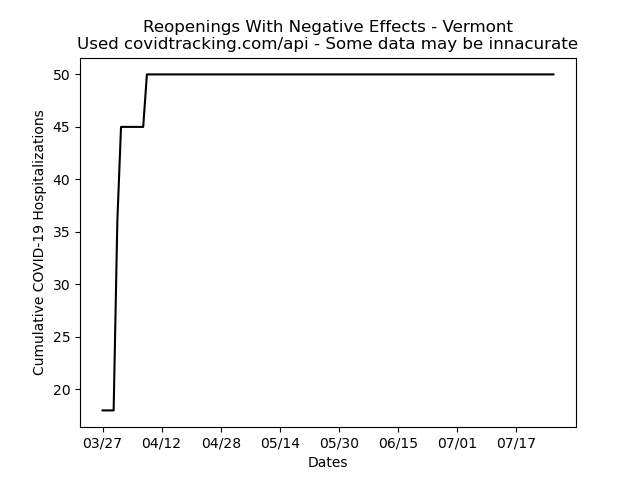 Reopenings With Negative Effects - Vermont
Used covidtracking.com/api - Some data may be innacurate
Cumulative COVID-19 Hospitalizations
50
45
40
35
30
25
20
03/27 04/12 04/28 05/14 05/30 06/15 07/01 07/17
Dates